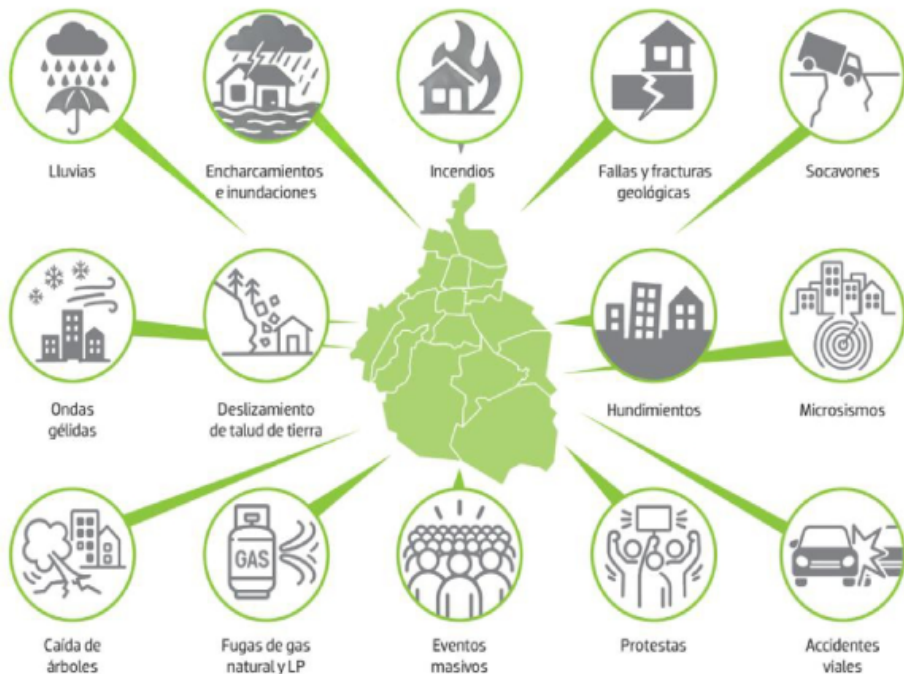 Lluvias
Encharcamientos
e inundaciones
Incendios
Fallas y fracturas
geológicas
Socavones
Ondas
gélidas
Deslizamiento
de talud de tierra
Hundimientos
Microsismos
GAS
Caída de
árboles
Fugas de gas
natural y LP
Eventos
masivos
Protestas
Accidentes
viales